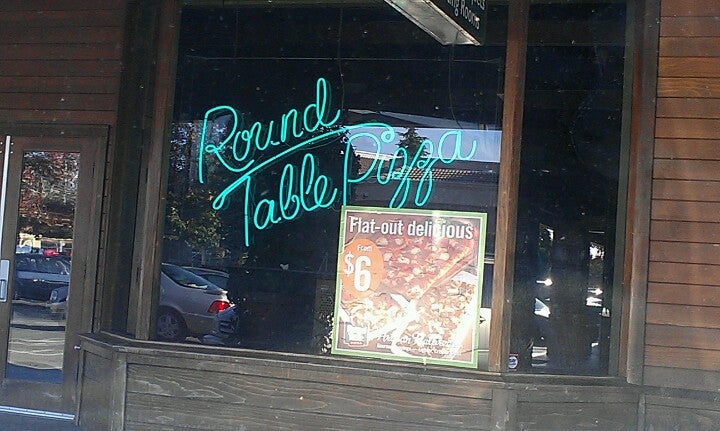 Round
Table Pizza
Flat-out delicious
From
$6